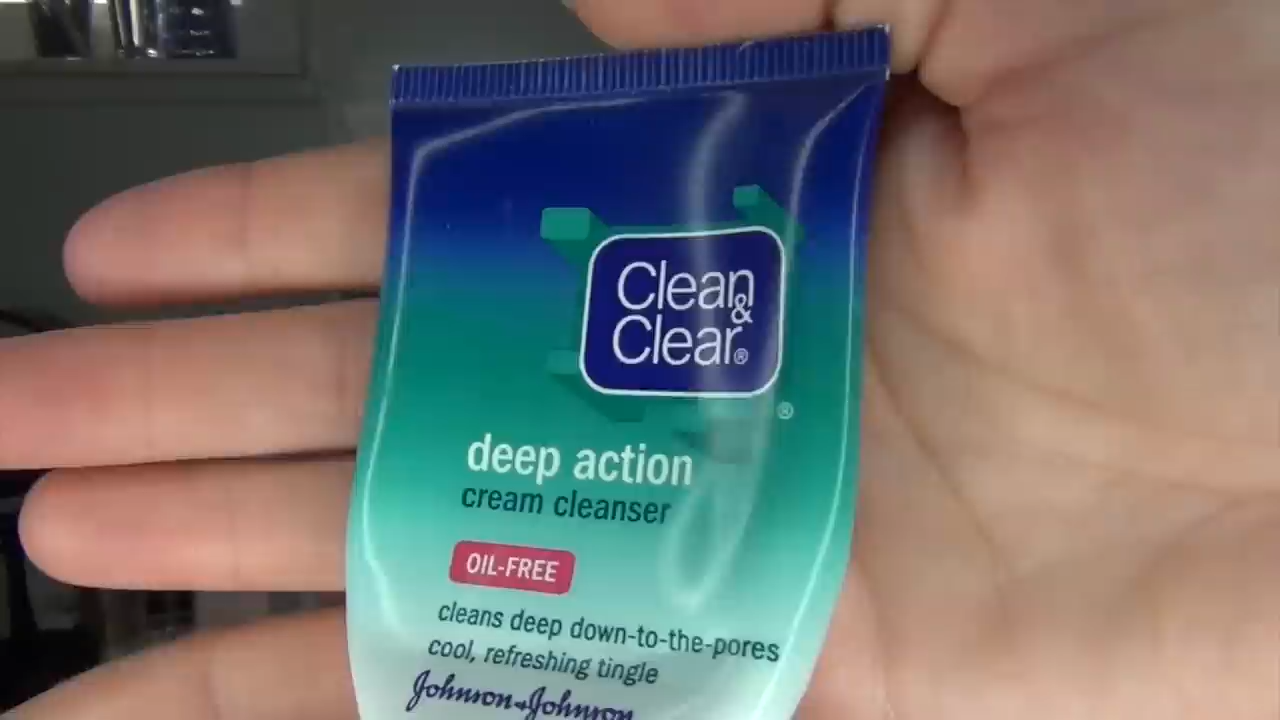 Clean
&
Clear®
®
deep action
cream cleanser
OIL-FREE
cleans deep down-to-the-pores
cool, refreshing tingle
Johnson+Johnson